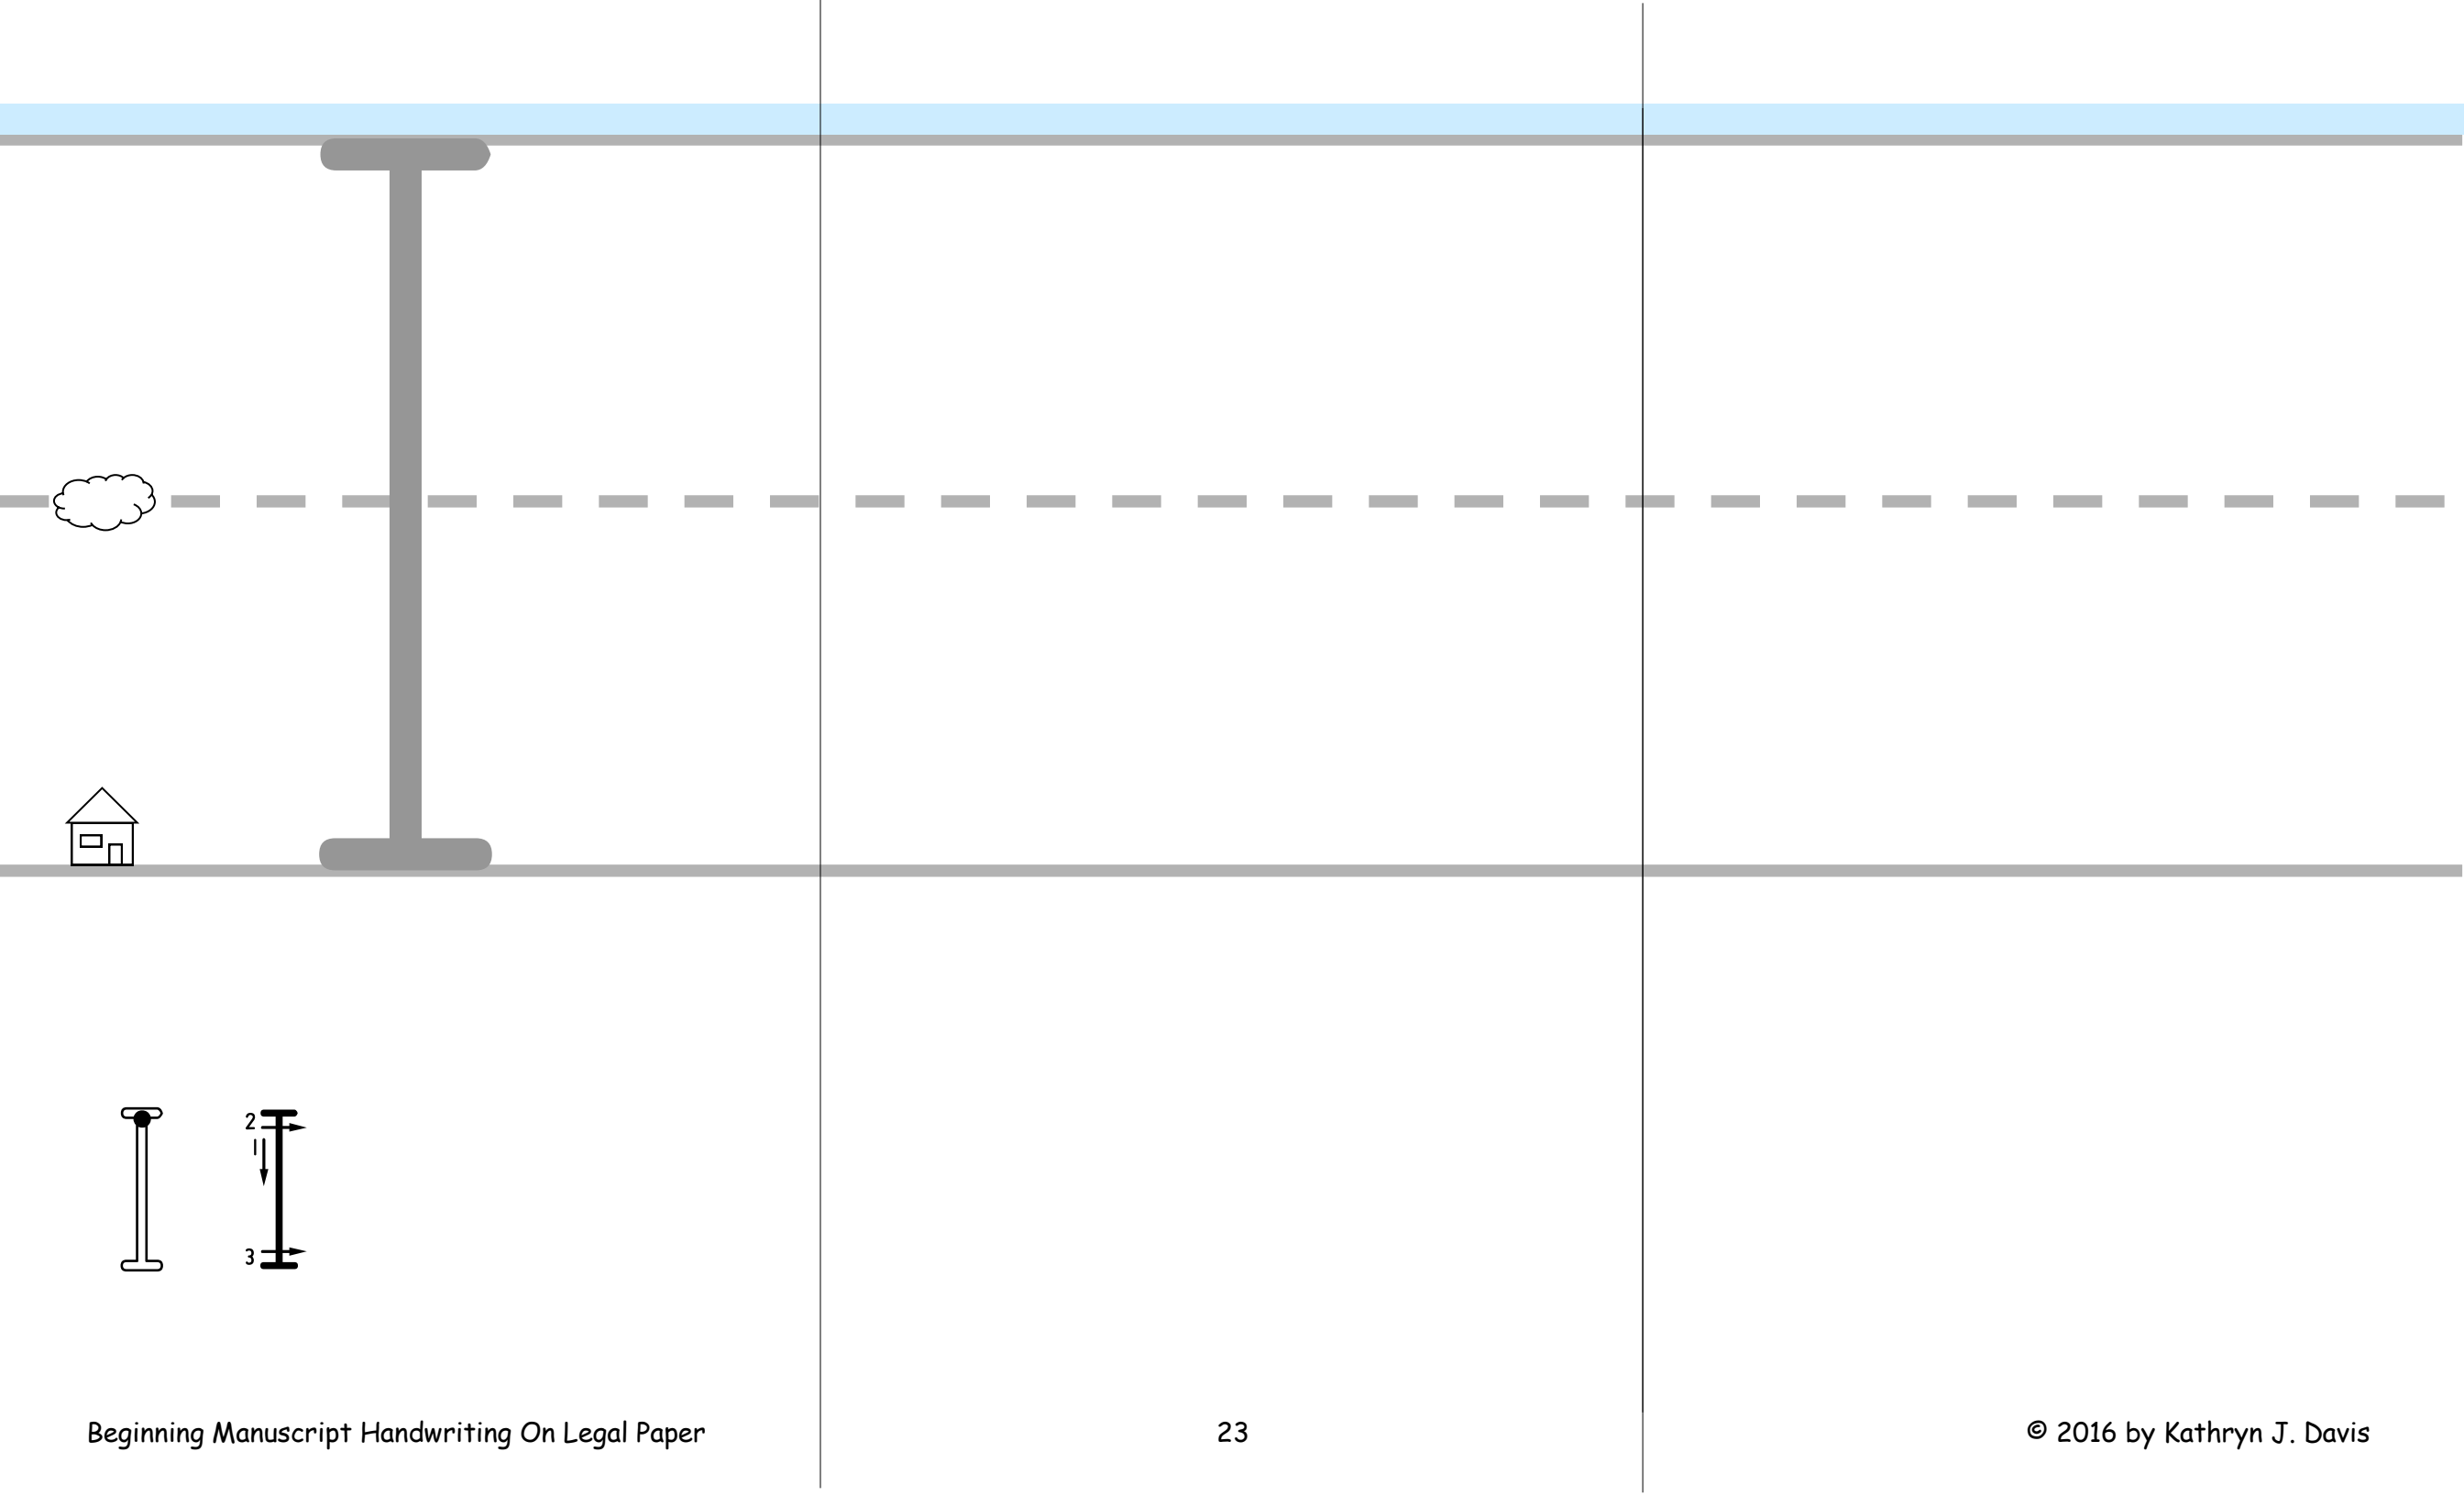 I
I
2 I
1
3
Beginning Manuscript Handwriting On Legal Paper
23
© 2016 by Kathryn J. Davis